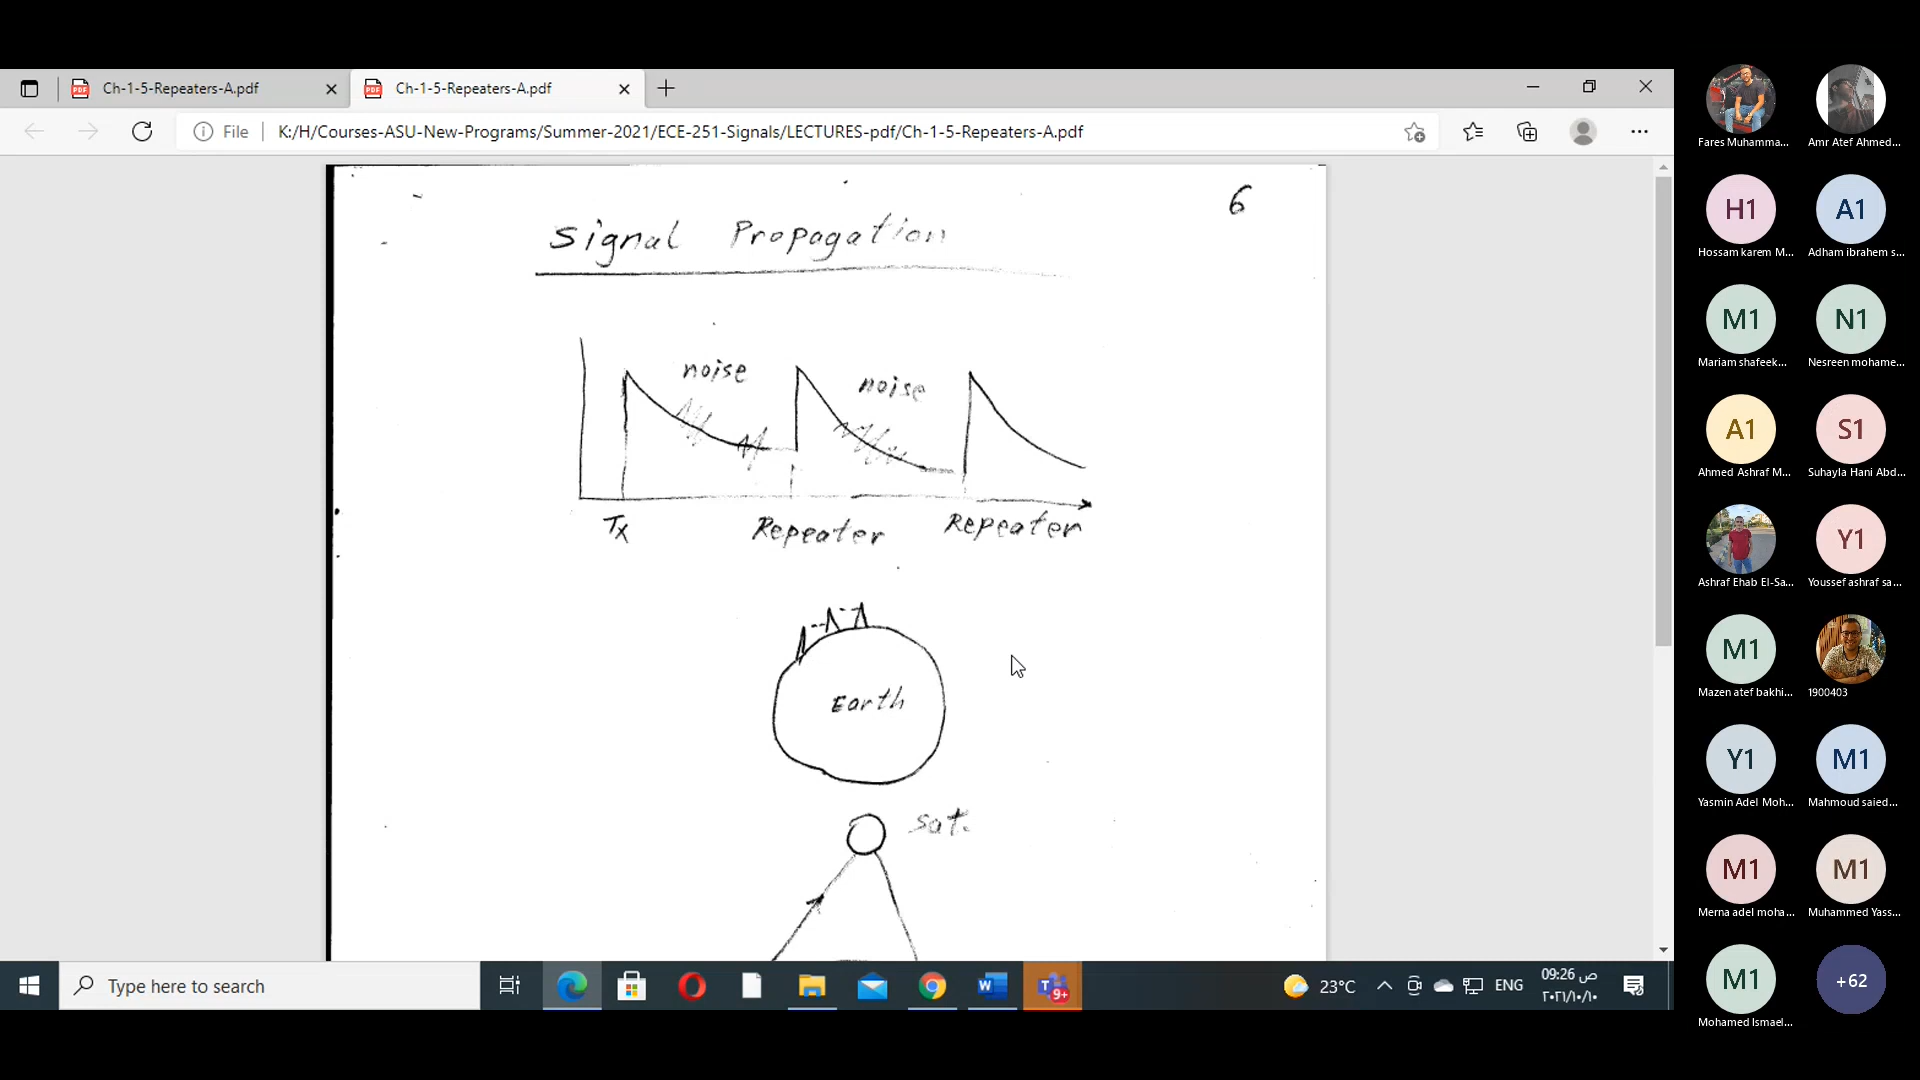 Ch-1-5-Repeaters-A.pdf
Ch-1-5-Repeaters-A.pdf
File
K:/H/Courses-ASU-New-Programs/Summer-2021/ECE-251-Signals/LECTURES-pdf/Ch-1-5-Repeaters-A.pdf
6
Signal Propagation
noise
noise
Tx
Repeater
Repeater
Earth
sat.
Type here to search
W
9+
23°C
ENG
09:26 ص
٢٠٢١/١٠/١٠
Fares Muhamma...
Amr Atef Ahmed...
H1
A1
Hossam karem M...
Adham ibrahem s...
M1
N1
Mariam shafeek...
Nesreen mohame...
A1
S1
Ahmed Ashraf M...
Suhayla Hani Abd...
Y1
Ashraf Ehab El-Sa...
Youssef ashraf sa...
M1
Mazen atef bakhi...
1900403
Y1
M1
Yasmin Adel Moh...
Mahmoud saied...
M1
M1
Merna adel moha...
Muhammed Yass...
M1
+62
Mohamed Ismael...